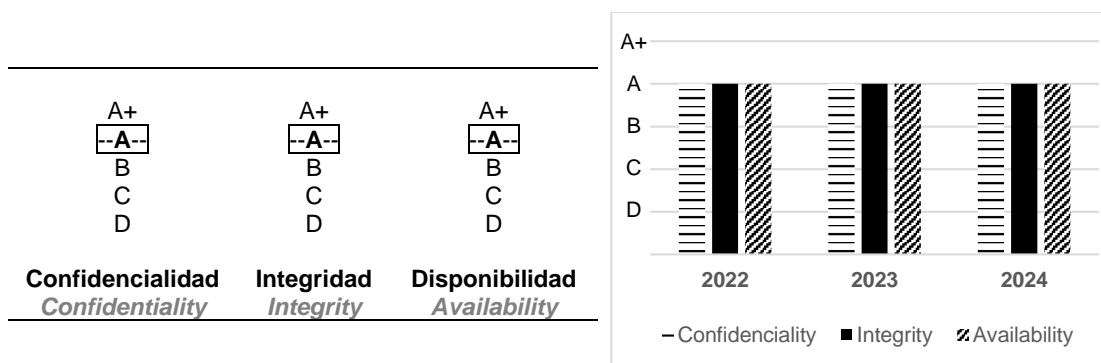 A+ A+ A+
--A-- --A-- --A--
B B B
C C C
D D D
Confidencialidad Integridad Disponibilidad
Confidentiality Integrity Availability
A+
A
B
C
D
2022 2023 2024
Confidenciality Integrity Availability